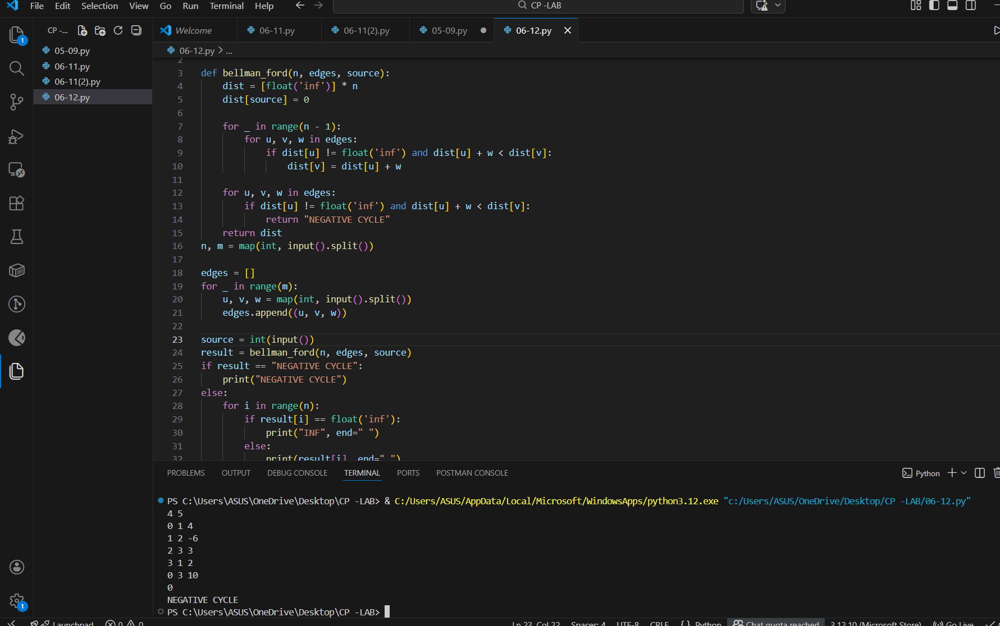 File Edit Selection View Go Run Terminal Help
CP -LAB
CP -...
Welcome 06-11.py 06-11(2).py 05-09.py 06-12.py
1
05-09.py
06-11.py
06-11(2).py
06-12.py
06-12.py > ...
2
3 def bellman_ford(n, edges, source):
4 dist = [float('inf')] * n
5 dist[source] = 0
6
7 for _ in range(n - 1):
8 for u, v, w in edges:
9 if dist[u] != float('inf') and dist[u] + w < dist[v]:
10 dist[v] = dist[u] + w
11
12 for u, v, w in edges:
13 if dist[u] != float('inf') and dist[u] + w < dist[v]:
14 return "NEGATIVE CYCLE"
15 return dist
16 n, m = map(int, input().split())
17
18 edges = []
19 for _ in range(m):
20 u, v, w = map(int, input().split())
21 edges.append((u, v, w))
22
23 source = int(input())
24 result = bellman_ford(n, edges, source)
25 if result == "NEGATIVE CYCLE":
26 print("NEGATIVE CYCLE")
27 else:
28 for i in range(n):
29 if result[i] == float('inf'):
30 print("INF", end=" ")
31 else:
32 print(result[i], end=" ")
PROBLEMS OUTPUT DEBUG CONSOLE TERMINAL PORTS POSTMAN CONSOLE
Python
PS C:\Users\ASUS\OneDrive\Desktop\CP -LAB> & C:/Users/ASUS/AppData/Local/Microsoft/WindowsApps/python3.12.exe "c:/Users/ASUS/OneDrive/Desktop/CP -LAB/06-12.py"
4 5
0 1 4
1 2 -6
2 3 3
3 1 2
0 3 10
0
NEGATIVE CYCLE
PS C:\Users\ASUS\OneDrive\Desktop\CP -LAB>
1
Launchpad 0 0 Ln 23, Col 22 Spaces: 4 UTF-8 CRLF {} Python Chat quota reached 3.12.10 (Microsoft Store) Go Live